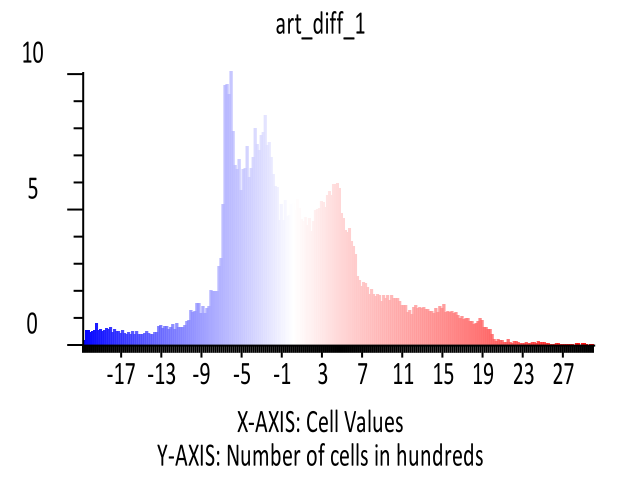 art_diff_1
10
5
0
-17 -13 -9 -5 -1 3 7 11 15 19 23 27
X-AXIS: Cell Values
Y-AXIS: Number of cells in hundreds